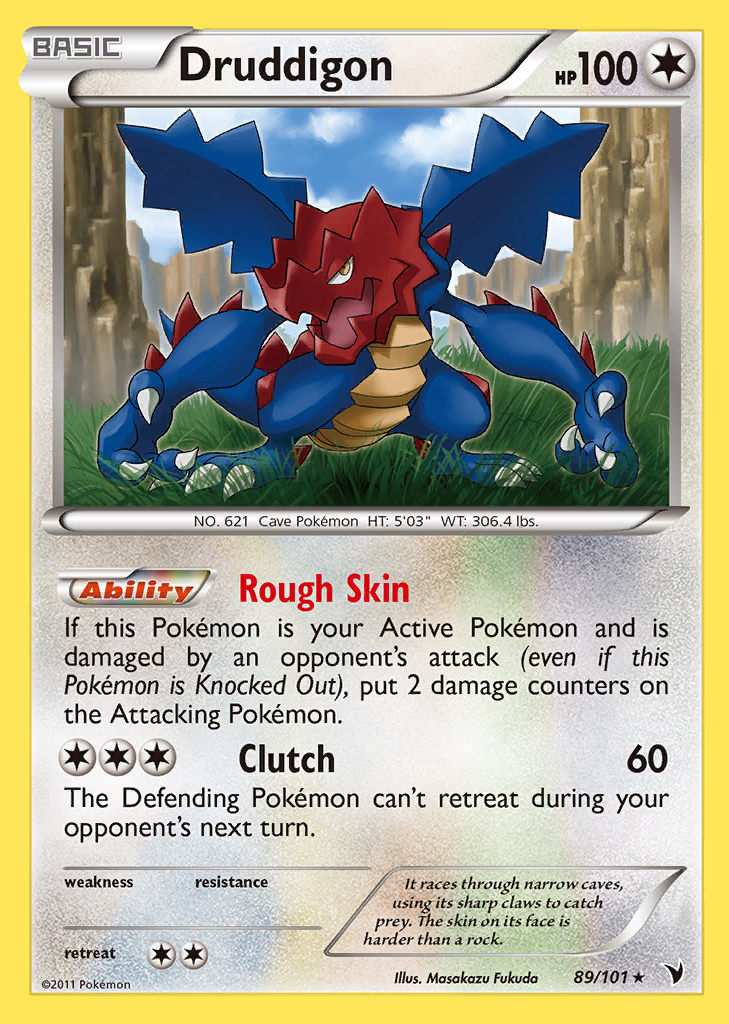 BASIC
Druddigon
HP100
NO. 621 Cave Pokémon HT: 5'03" WT: 306.4 lbs.
Ability Rough Skin
If this Pokémon is your Active Pokémon and is
damaged by an opponent's attack (even if this
Pokémon is Knocked Out), put 2 damage counters on
the Attacking Pokémon.
Clutch 60
The Defending Pokémon can't retreat during your
opponent's next turn.
weakness resistance
It races through narrow caves,
using its sharp claws to catch
prey. The skin on its face is
harder than a rock.
retreat
©2011 Pokémon
Illus. Masakazu Fukuda 89/101 ★